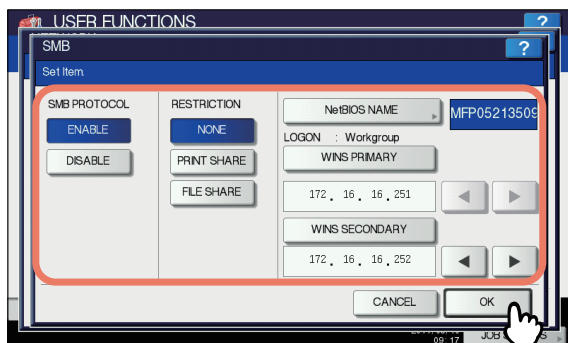 USER FUNCTIONS
?
SMB
?
Set Item.
SMB PROTOCOL
ENABLE
DISABLE
RESTRICTION
NONE
PRINT SHARE
FILE SHARE
NetBIOS NAME
MFP05213509
LOGON : Workgroup
WINS PRIMARY
172. 16. 16.251
WINS SECONDARY
172. 16. 16.252
CANCEL
OK
09: 17